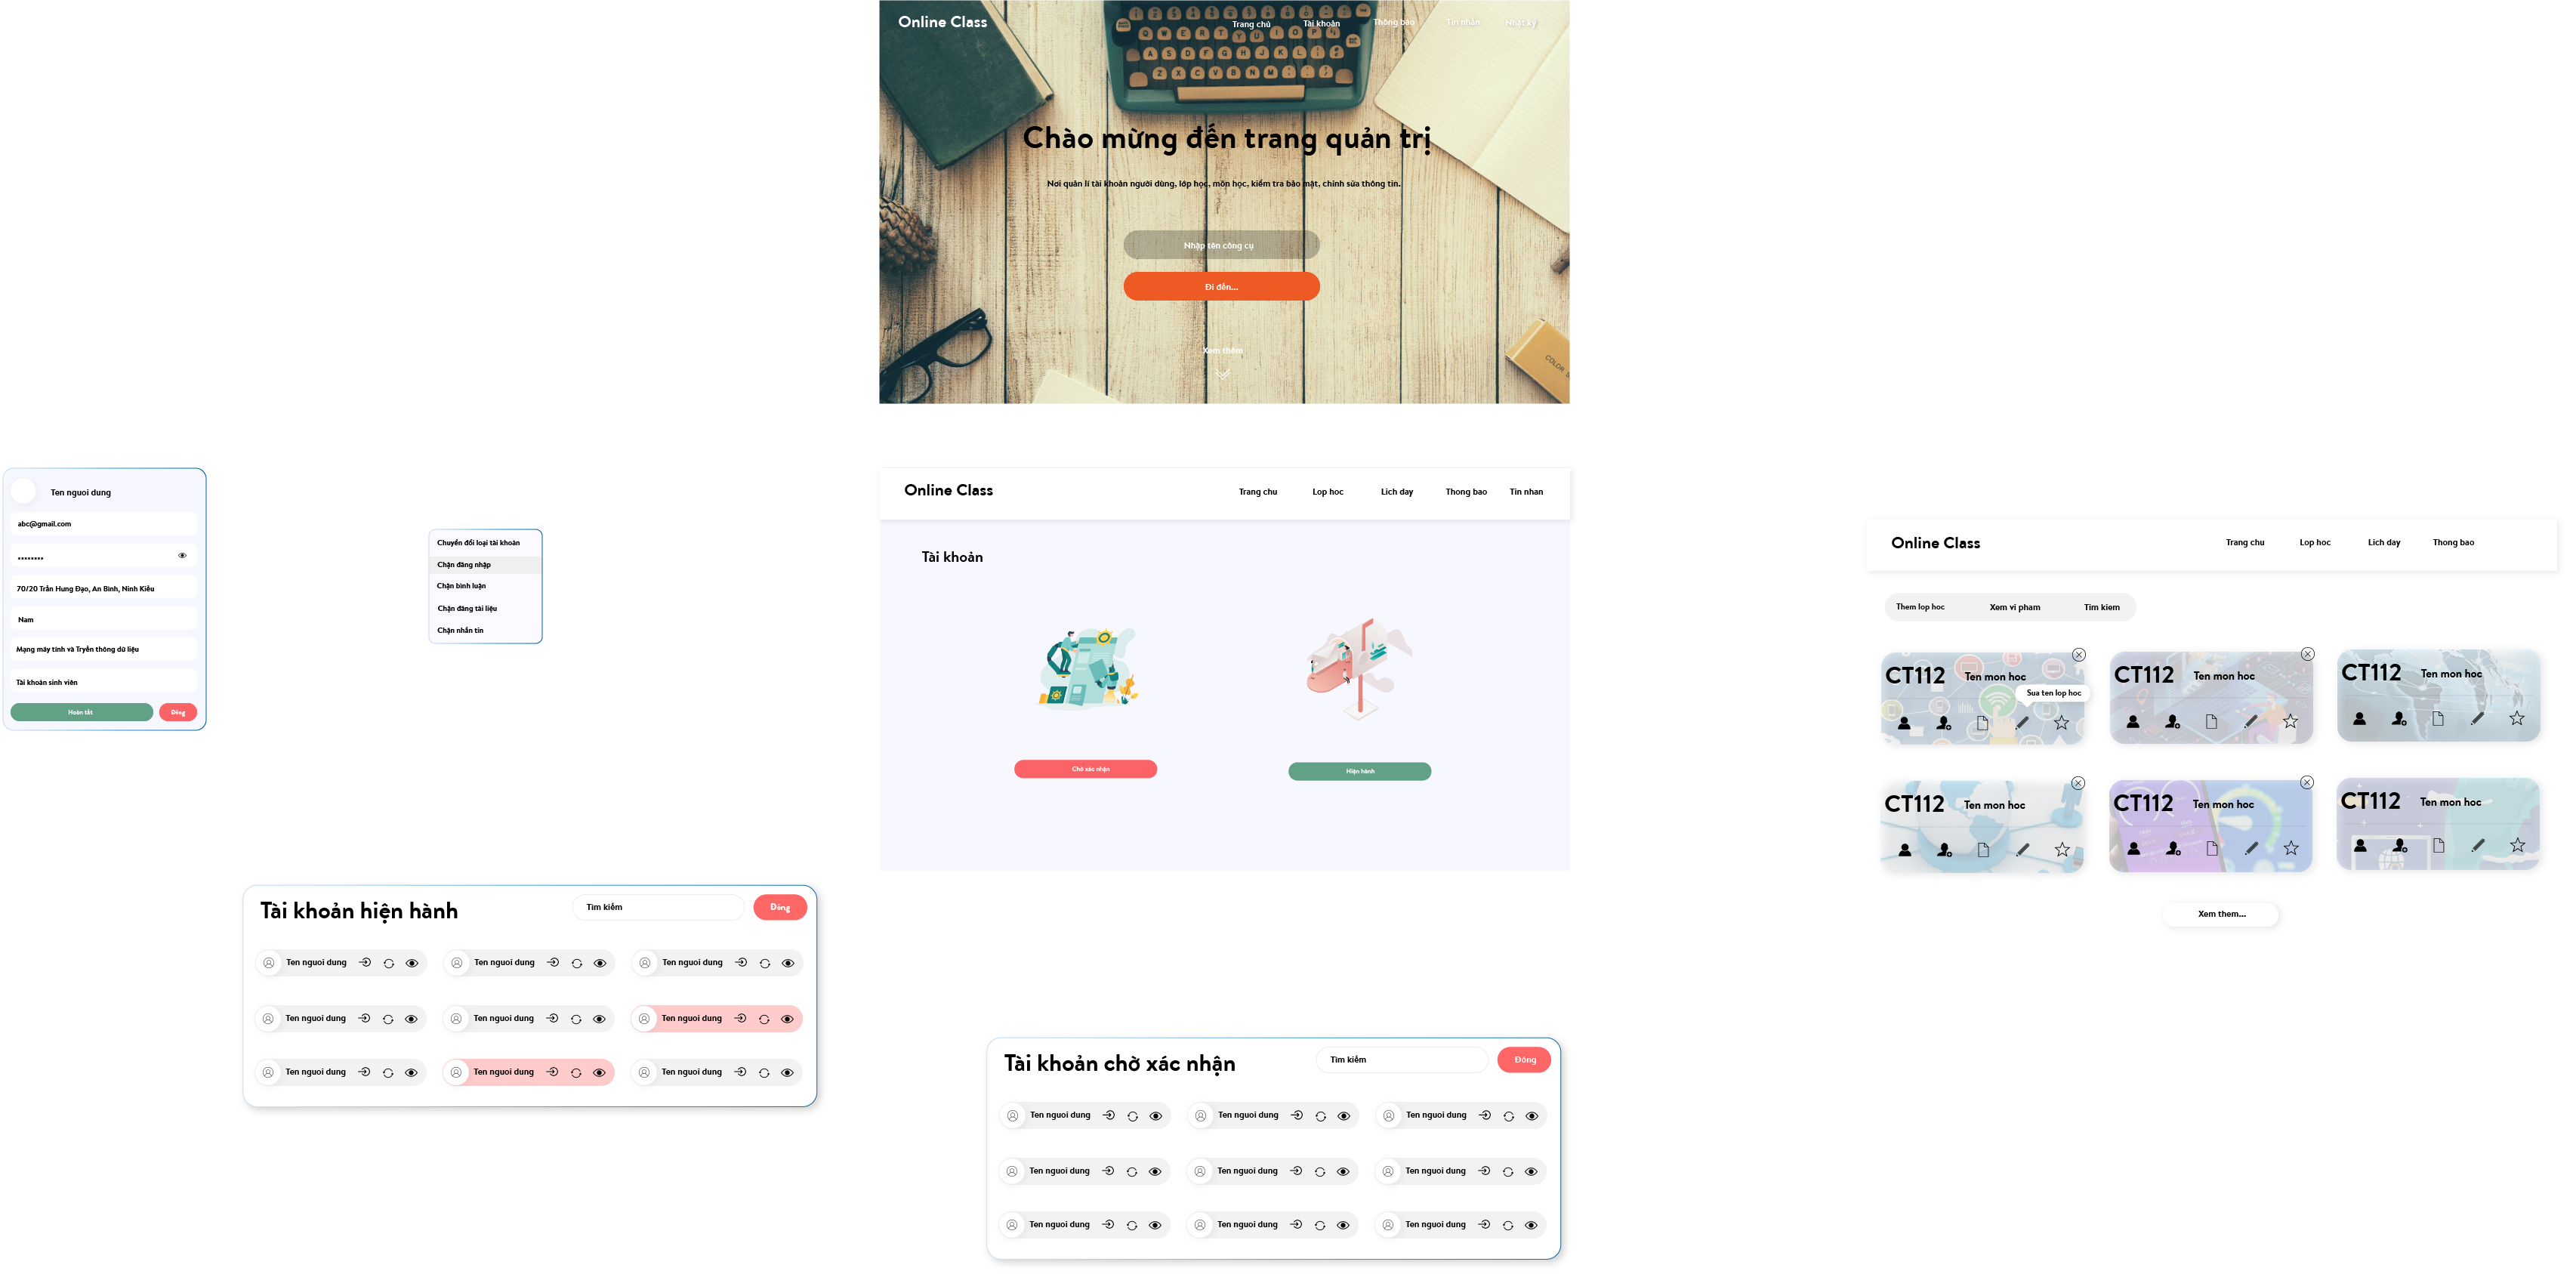 Online Class
Trang chủ
Tài khoản
Thông báo
Tin nhắn
Nhật ký
Q W E R T Y U I O P
A S D F G H J K L
Z X C V B N M
Chào mừng đến trang quản trị
Nơi quản lí tài khoản người dùng, lớp học, môn học, kiểm tra bảo mật, chỉnh sửa thông tin.
Nhập tên công cụ
Đi đến...
Xem thêm
COLOR
Ten nguoi dung
abc@gmail.com
70/20 Trần Hưng Đạo, An Bình, Ninh Kiều
Nam
Mạng máy tính và Tryền thông dữ liệu
Tài khoản sinh viên
Hoàn tất
Đóng
Chuyển đổi loại tài khoản
Chặn đăng nhập
Chặn bình luận
Chặn đăng tài liệu
Chặn nhắn tin
Online Class
Trang chu
Lop hoc
Lich day
Thong bao
Tin nhan
Tài khoản
Chờ xác nhận
Hiện hành
Online Class
Trang chu
Lop hoc
Lich day
Thong bao
Them lop hoc
Xem vi pham
Tim kiem
CT112 Ten mon hoc
Sua ten lop hoc
CT112 Ten mon hoc
CT112 Ten mon hoc
CT112 Ten mon hoc
CT112 Ten mon hoc
CT112 Ten mon hoc
Xem them...
Tài khoản hiện hành
Tìm kiếm
Đóng
Ten nguoi dung
Ten nguoi dung
Ten nguoi dung
Ten nguoi dung
Ten nguoi dung
Ten nguoi dung
Ten nguoi dung
Ten nguoi dung
Ten nguoi dung
Tài khoản chờ xác nhận
Tìm kiếm
Đóng
Ten nguoi dung
Ten nguoi dung
Ten nguoi dung
Ten nguoi dung
Ten nguoi dung
Ten nguoi dung
Ten nguoi dung
Ten nguoi dung
Ten nguoi dung